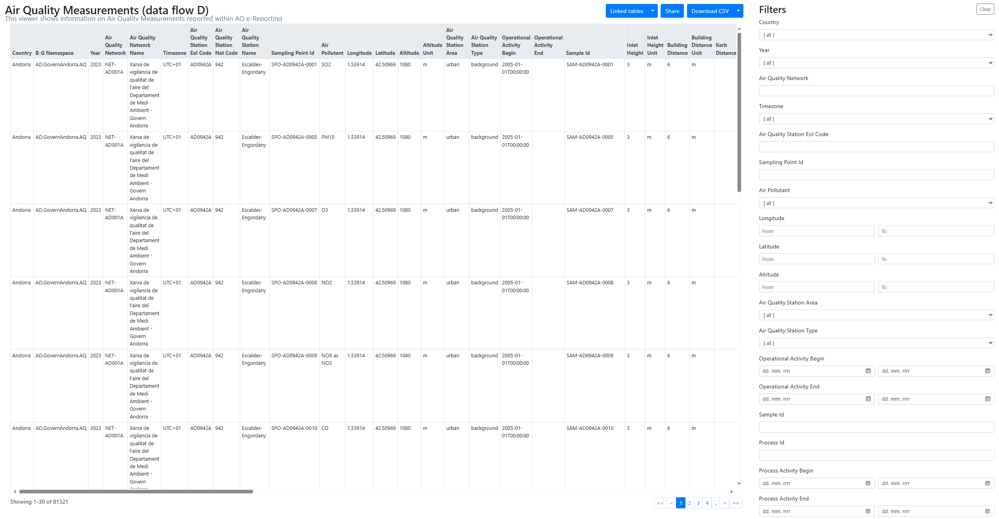 Air Quality Measurements (data flow D)
This viewer shows information on Air Quality Measurements reported within AQ e-Reporting
Linked tables
Share
Download CSV
Country B-G Namespace Year Air Quality Network Air Quality Network Name Timezone Air Quality Station EoI Code Air Quality Station Nat Code Air Quality Station Name Sampling Point Id Air Pollutant Longitude Latitude Altitude Altitude Unit Air Quality Station Area Air Quality Station Type Operational Activity Begin Operational Activity End Sample Id Inlet Height Inlet Height Unit Building Distance Building Distance Unit Kerb Distance
Andorra AD.GovernAndorra.AQ 2023 NET-AD001A Xarxa de vigilancia de qualitat de l'aire del Departament de Medi Ambient - Govern Andorra UTC+01 AD0942A 942 Escaldes-Engordany SPO-AD0942A-0001 SO2 1.53914 42.50969 1080 m urban background 2005-01-01T00:00:00 SAM-AD0942A-0001 3 m 6 m
Andorra AD.GovernAndorra.AQ 2023 NET-AD001A Xarxa de vigilancia de qualitat de l'aire del Departament de Medi Ambient - Govern Andorra UTC+01 AD0942A 942 Escaldes-Engordany SPO-AD0942A-0005 PM10 1.53914 42.50969 1080 m urban background 2005-01-01T00:00:00 SAM-AD0942A-0005 3 m 6 m
Andorra AD.GovernAndorra.AQ 2023 NET-AD001A Xarxa de vigilancia de qualitat de l'aire del Departament de Medi Ambient - Govern Andorra UTC+01 AD0942A 942 Escaldes-Engordany SPO-AD0942A-0007 O3 1.53914 42.50969 1080 m urban background 2005-01-01T00:00:00 SAM-AD0942A-0007 3 m 6 m
Andorra AD.GovernAndorra.AQ 2023 NET-AD001A Xarxa de vigilancia de qualitat de l'aire del Departament de Medi Ambient - Govern Andorra UTC+01 AD0942A 942 Escaldes-Engordany SPO-AD0942A-0008 NO2 1.53914 42.50969 1080 m urban background 2005-01-01T00:00:00 SAM-AD0942A-0008 3 m 6 m
Andorra AD.GovernAndorra.AQ 2023 NET-AD001A Xarxa de vigilancia de qualitat de l'aire del Departament de Medi Ambient - Govern Andorra UTC+01 AD0942A 942 Escaldes-Engordany SPO-AD0942A-0009 NOX as NO2 1.53914 42.50969 1080 m urban background 2005-01-01T00:00:00 SAM-AD0942A-0009 3 m 6 m
Andorra AD.GovernAndorra.AQ 2023 NET-AD001A Xarxa de vigilancia de qualitat de l'aire del Departament de Medi Ambient - Govern Andorra UTC+01 AD0942A 942 Escaldes-Engordany SPO-AD0942A-0010 CO 1.53914 42.50969 1080 m urban background 2005-01-01T00:00:00 SAM-AD0942A-0010 3 m 6 m
Showing 1-30 of 81321
<< < 1 2 3 4 .. > >>
Filters
Clear
Country
[ all ]
Year
[ all ]
Air Quality Network
Timezone
[ all ]
Air Quality Station EoI Code
Sampling Point Id
Air Pollutant
[ all ]
Longitude
From To
Latitude
From To
Altitude
From To
Air Quality Station Area
[ all ]
Air Quality Station Type
[ all ]
Operational Activity Begin
dd. mm. rrrr dd. mm. rrrr
Operational Activity End
dd. mm. rrrr dd. mm. rrrr
Sample Id
Process Id
Process Activity Begin
dd. mm. rrrr dd. mm. rrrr
Process Activity End
dd. mm. rrrr dd. mm. rrrr